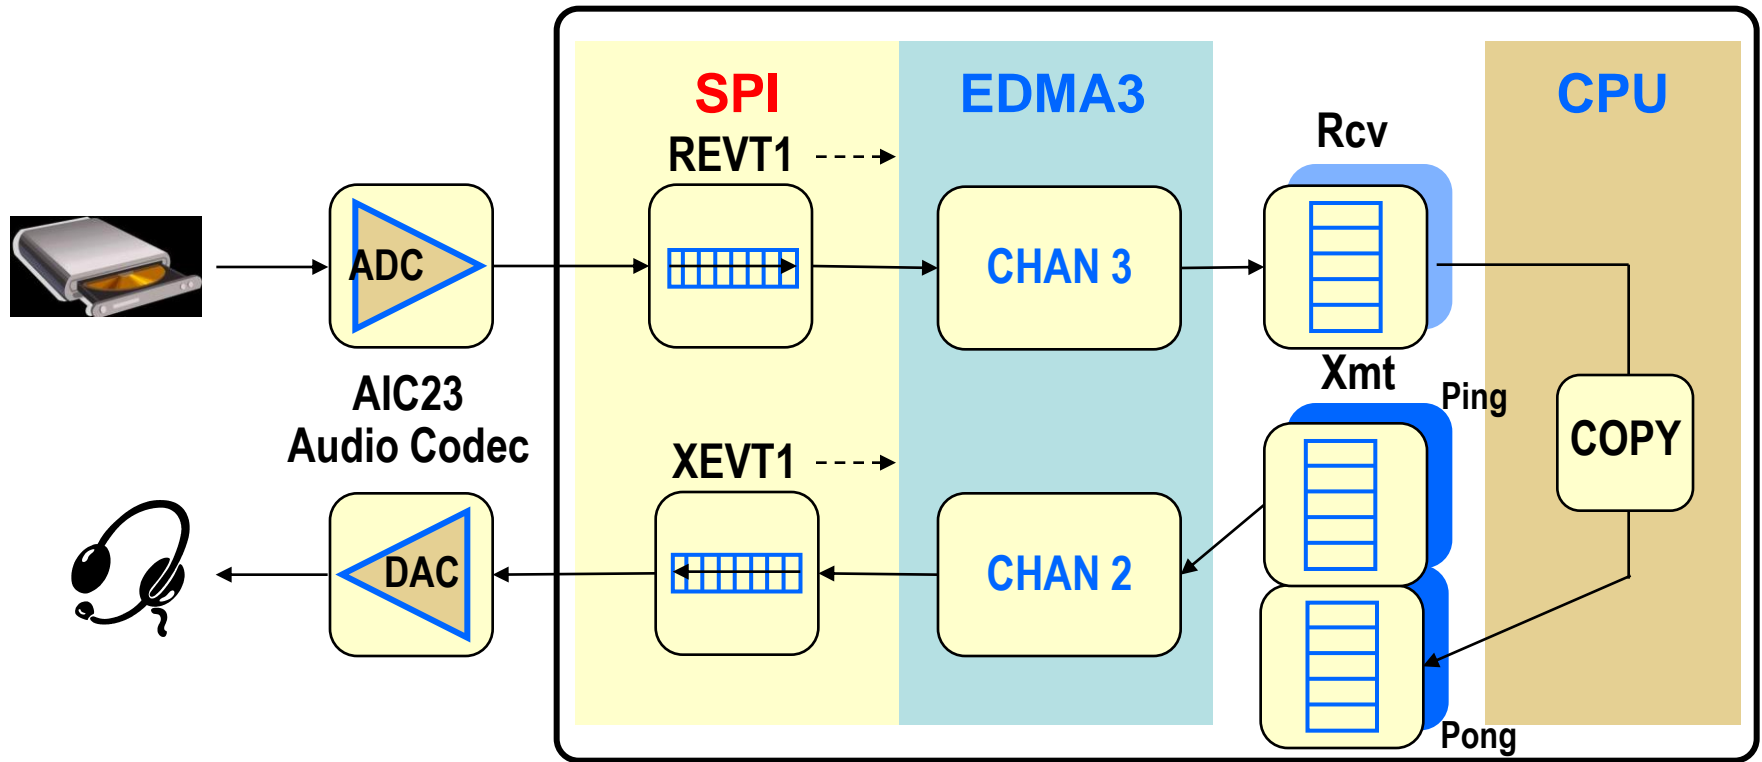 SPI
EDMA3
CPU
REVT1
Rcv
ADC
CHAN 3
AIC23
Audio Codec
Xmt
Ping
XEVT1
COPY
DAC
CHAN 2
Pong